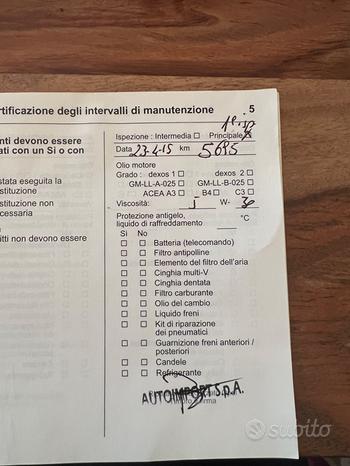 rtificazione degli intervalli di manutenzione 5
nti devono essere
ati con un Si o con
stata eseguita la
stituzione
stituzione non
cessaria
itti non devono essere
Ispezione : Intermedia ☐ Principale ☒
Data 23-4-15 km 5695
Olio motore
Grado : dexos 1 ☐ dexos 2 ☐
GM-LL-A-025 ☐ GM-LL-B-025 ☐
ACEA A3 ☐ B4 ☐ C3 ☐
Viscosità: 5 W- 30
Protezione antigelo,
liquido di raffreddamento °C
Sì No
☐ ☐ Batteria (telecomando)
☐ ☐ Filtro antipolline
☐ ☐ Elemento del filtro dell'aria
☐ ☐ Cinghia multi-V
☐ ☐ Cinghia dentata
☐ ☐ Filtro carburante
☐ ☐ Olio del cambio
☐ ☐ Liquido freni
☐ ☐ Kit di riparazione
dei pneumatici
☐ ☐ Guarnizione freni anteriori /
posteriori
☐ ☐ Candele
☐ ☐ Refrigerante
AUTOIMPORT S.p.A.
subito